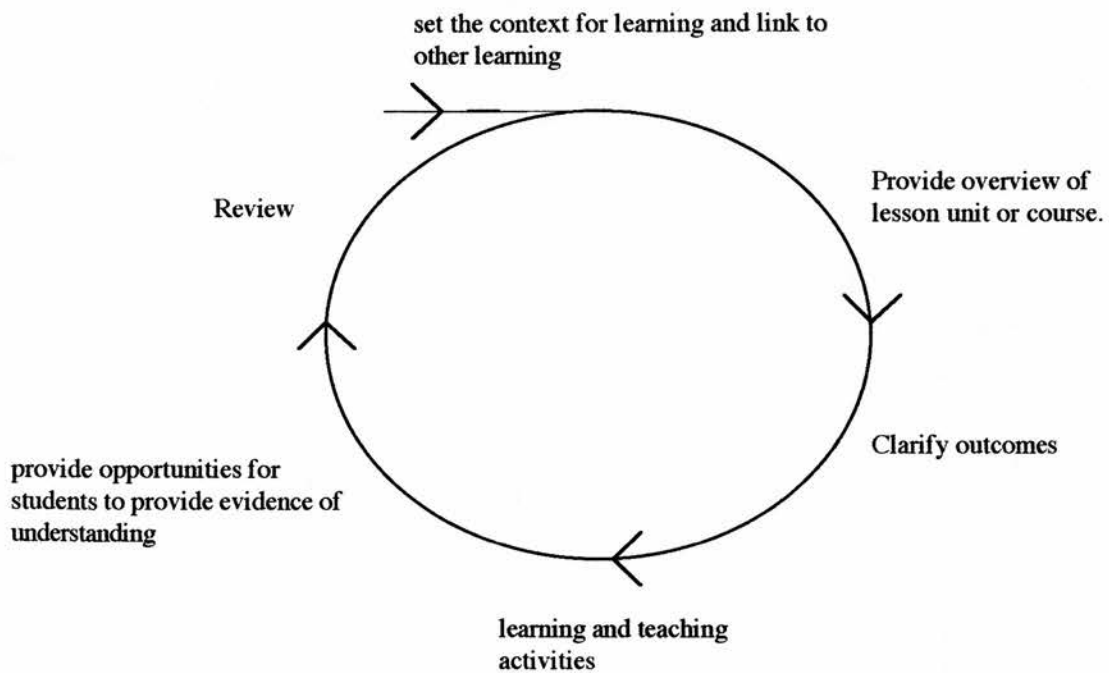 set the context for learning and link to
other learning
Provide overview of
lesson unit or course.
Clarify outcomes
learning and teaching
activities
provide opportunities for
students to provide evidence of
understanding
Review